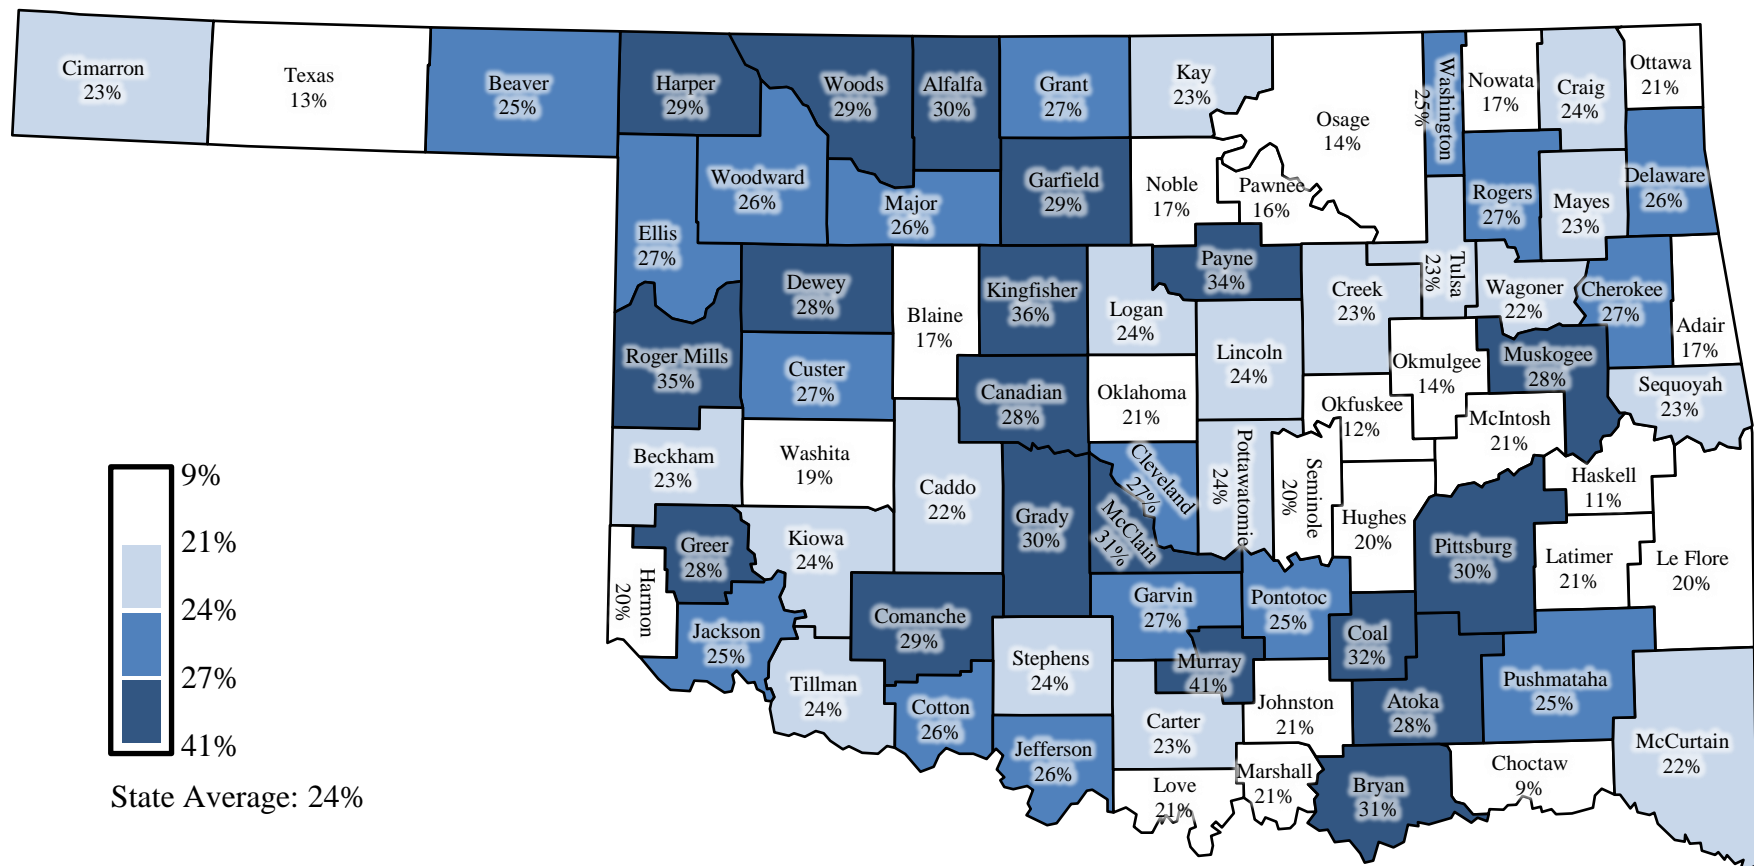 Cimarron
23%
Texas
13%
Beaver
25%
Harper
29%
Woods
29%
Alfalfa
30%
Grant
27%
Kay
23%
Osage
14%
Washington
25%
Nowata
17%
Craig
24%
Ottawa
21%
Woodward
26%
Major
26%
Garfield
29%
Noble
17%
Pawnee
16%
Rogers
27%
Mayes
23%
Delaware
26%
Ellis
27%
Dewey
28%
Blaine
17%
Kingfisher
36%
Logan
24%
Payne
34%
Creek
23%
Tulsa
23%
Wagoner
22%
Cherokee
27%
Adair
17%
Roger Mills
35%
Custer
27%
Canadian
28%
Oklahoma
21%
Lincoln
24%
Okmulgee
14%
Muskogee
28%
Sequoyah
23%
Okfuskee
12%
McIntosh
21%
Beckham
23%
Washita
19%
Caddo
22%
Grady
30%
Cleveland
27%
McClain
31%
Pottawatomie
24%
Seminole
20%
Hughes
20%
Haskell
11%
Pittsburg
30%
Latimer
21%
Le Flore
20%
Greer
28%
Kiowa
24%
Harmon
20%
Jackson
25%
Comanche
29%
Garvin
27%
Pontotoc
25%
Coal
32%
Tillman
24%
Cotton
26%
Stephens
24%
Murray
41%
Carter
23%
Johnston
21%
Atoka
28%
Pushmataha
25%
McCurtain
22%
Jefferson
26%
Love
21%
Marshall
21%
Bryan
31%
Choctaw
9%
9%
21%
24%
27%
41%
State Average: 24%